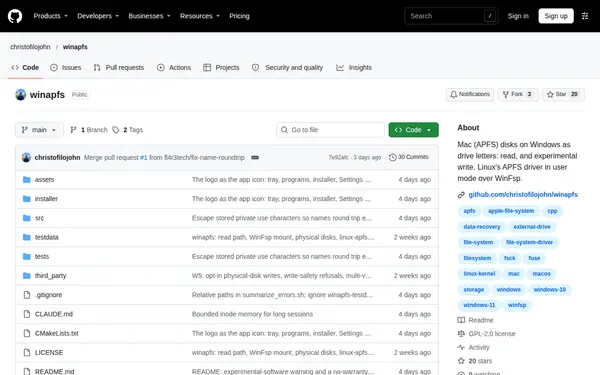 Products Developers Businesses Resources Pricing Search / Sign in Sign up
christofilojohn / winapfs
Code Issues Pull requests Actions Projects Security and quality Insights
winapfs Public Notifications Fork 3 Star 20
main 1 Branch 2 Tags Go to file Code
christofilojohn Merge pull request #1 from fl4r3tech/fix-name-roundtrip 7e92afc · 3 days ago 30 Commits
assets The logo as the app icon: tray, programs, installer, Settings ... 4 days ago
installer The logo as the app icon: tray, programs, installer, Settings ... 4 days ago
src Escape stored private use characters so names round trip e... 4 days ago
testdata winapfs: read path, WinFsp mount, physical disks, linux-apfs... 2 weeks ago
tests Escape stored private use characters so names round trip e... 4 days ago
third_party W5: opt-in physical-disk writes, write-safety refusals, multi-v... 2 weeks ago
.gitignore Relative paths in summarize_errors.sh; ignore winapfs-testd... 4 days ago
CLAUDE.md Bounded inode memory for long sessions 4 days ago
CMakeLists.txt The logo as the app icon: tray, programs, installer, Settings ... 4 days ago
LICENSE winapfs: read path, WinFsp mount, physical disks, linux-apfs... 2 weeks ago
README.md README: experimental-software warning and a no-warranty... 4 days ago
About
Mac (APFS) disks on Windows as
drive letters: read, and experimental
write. Linux's APFS driver in user
mode over WinFsp.
github.com/christofilojohn/winapfs
apfs apple-file-system cpp
data-recovery external-drive
file-system file-system-driver
filesystem fsck fuse
linux-kernel mac macos
storage windows windows-10
windows-11 winfsp
Readme
GPL-2.0 license
Activity
20 stars
0 watching